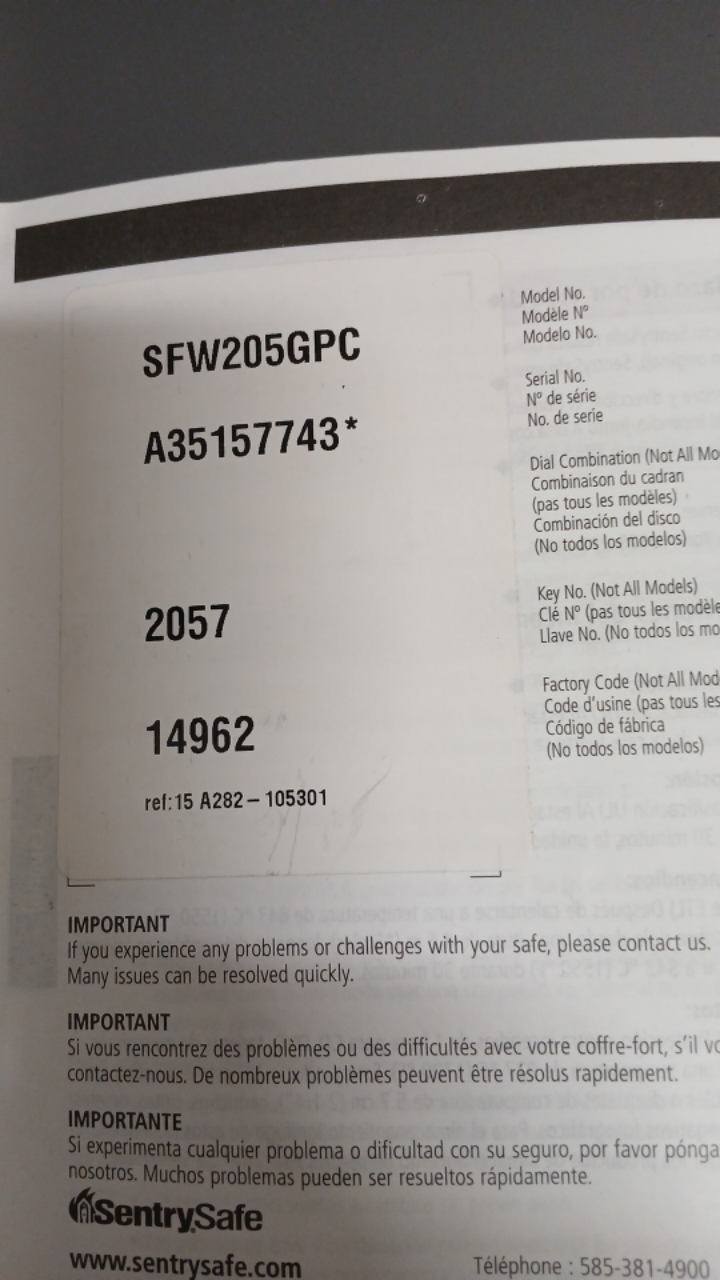 SFW205GPC
A35157743*
2057
14962
ref:15 A282 – 105301
Model No.
Modèle N°
Modelo No.
Serial No.
N° de série
No. de serie
Dial Combination (Not All Mo
Combinaison du cadran
(pas tous les modèles)
Combinación del disco
(No todos los modelos)
Key No. (Not All Models)
Clé N° (pas tous les modèle
Llave No. (No todos los mo
Factory Code (Not All Mod
Code d'usine (pas tous les
Código de fábrica
(No todos los modelos)
IMPORTANT
If you experience any problems or challenges with your safe, please contact us.
Many issues can be resolved quickly.
IMPORTANT
Si vous rencontrez des problèmes ou des difficultés avec votre coffre-fort, s'il vo
contactez-nous. De nombreux problèmes peuvent être résolus rapidement.
IMPORTANTE
Si experimenta cualquier problema o dificultad con su seguro, por favor pónga
nosotros. Muchos problemas pueden ser resueltos rápidamente.
SentrySafe
www.sentrysafe.com
Téléphone : 585-381-4900